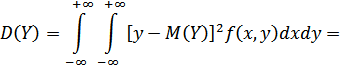 D(Y) = ∫_{-∞}^{+∞} ∫_{-∞}^{+∞} [y − M(Y)]² f(x, y)dxdy =